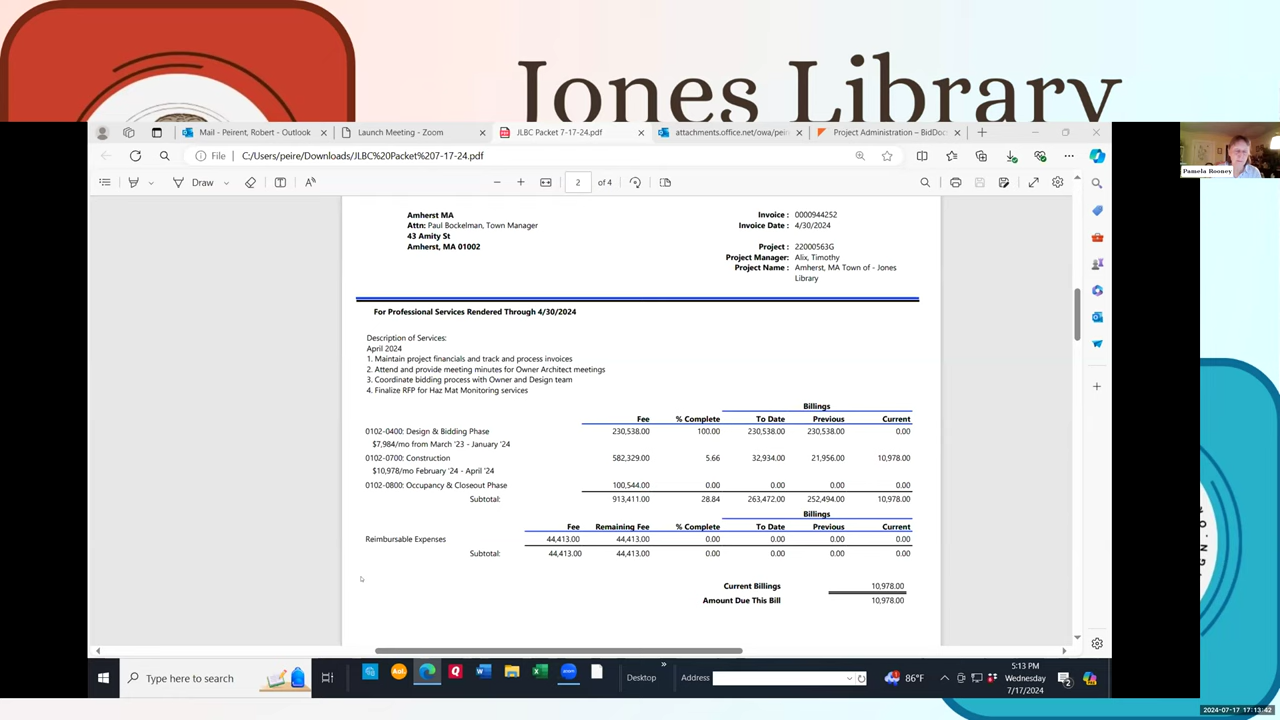 Jones Library
Mail - Peirent, Robert - Outlook
Launch Meeting - Zoom
JLBC Packet 7-17-24.pdf
attachments.office.net/owa/pein
Project Administration – BidDoc
File C:/Users/peire/Downloads/JLBC%20Packet%207-17-24.pdf
Pamela Rooney
Draw
2 of 4
Amherst MA
Attn: Paul Bockelman, Town Manager
43 Amity St
Amherst, MA 01002
Invoice : 0000944252
Invoice Date : 4/30/2024
Project : 22000563G
Project Manager: Alix, Timothy
Project Name : Amherst, MA Town of - Jones
Library
For Professional Services Rendered Through 4/30/2024
Description of Services:
April 2024
1. Maintain project financials and track and process invoices
2. Attend and provide meeting minutes for Owner Architect meetings
3. Coordinate bidding process with Owner and Design team
4. Finalize RFP for Haz Mat Monitoring services
Billings
Fee % Complete To Date Previous Current
0102-0400: Design & Bidding Phase 230,538.00 100.00 230,538.00 230,538.00 0.00
$7,984/mo from March '23 - January '24
0102-0700: Construction 582,329.00 5.66 32,934.00 21,956.00 10,978.00
$10,978/mo February '24 - April '24
0102-0800: Occupancy & Closeout Phase 100,544.00 0.00 0.00 0.00 0.00
Subtotal: 913,411.00 28.84 263,472.00 252,494.00 10,978.00
Billings
Fee Remaining Fee % Complete To Date Previous Current
Reimbursable Expenses 44,413.00 44,413.00 0.00 0.00 0.00 0.00
Subtotal: 44,413.00 44,413.00 0.00 0.00 0.00 0.00
Current Billings 10,978.00
Amount Due This Bill 10,978.00
Type here to search
Desktop
Address
86°F
5:13 PM
Wednesday
7/17/2024
2
2024-07-17 17:13:42